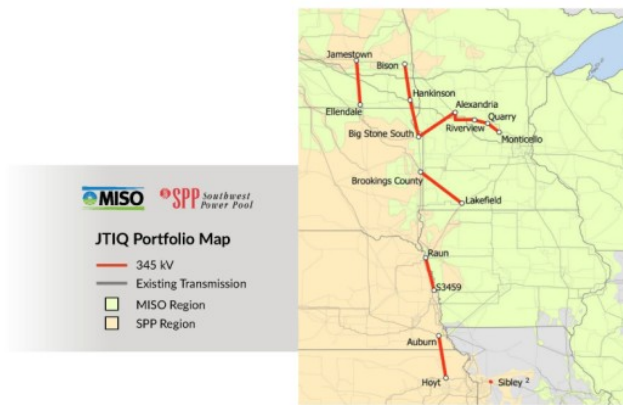 MISO
SPP Southwest
Power Pool
JTIQ Portfolio Map
345 kV
Existing Transmission
MISO Region
SPP Region
Jamestown
Bison
Hankinson
Ellendale
Alexandria
Quarry
Riverview
Big Stone South
Monticello
Brookings County
Lakefield
Raun
S3459
Auburn
Hoyt
Sibley 2